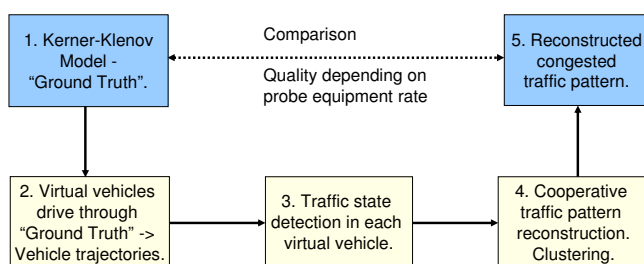 1. Kerner-Klenov
Model -
“Ground Truth”.
Comparison
Quality depending on
probe equipment rate
5. Reconstructed
congested
traffic pattern.
2. Virtual vehicles
drive through
“Ground Truth” ->
Vehicle trajectories.
3. Traffic state
detection in each
virtual vehicle.
4. Cooperative
traffic pattern
reconstruction.
Clustering.